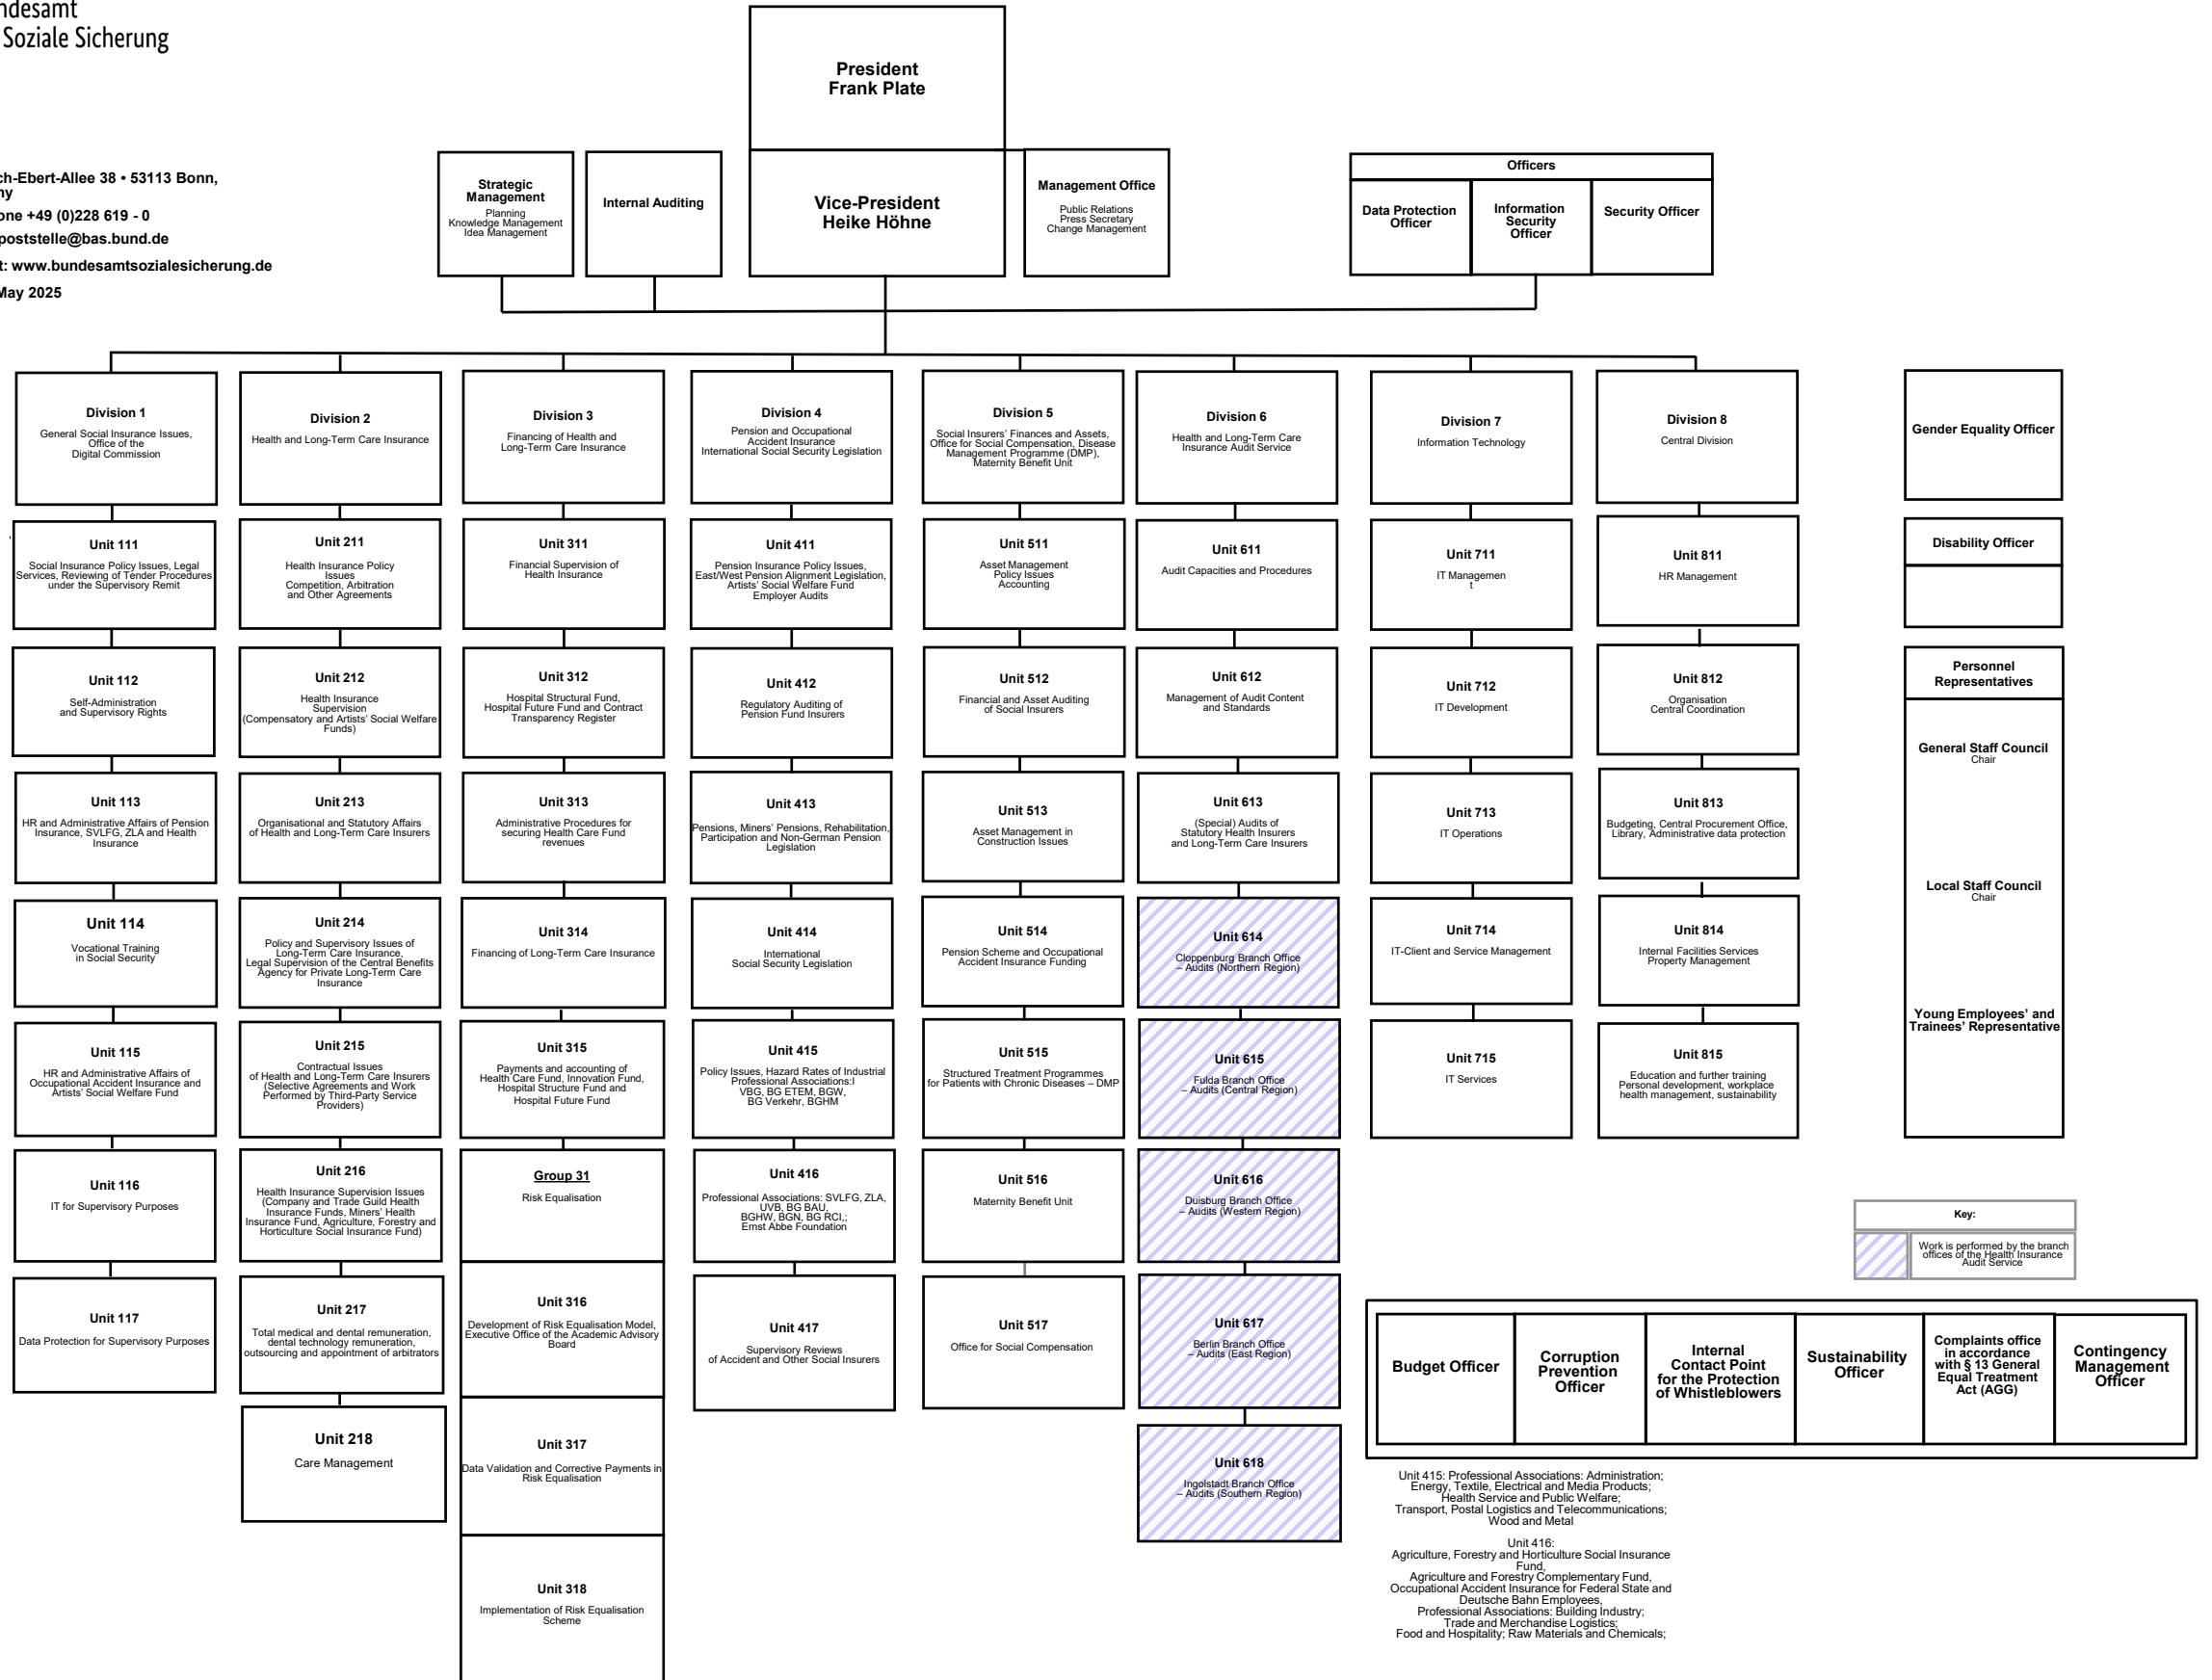 ndesamt
Soziale Sicherung
ch-Ebert-Allee 38 • 53113 Bonn,
ny
one +49 (0)228 619 - 0
poststelle@bas.bund.de
t: www.bundesamtsozialesicherung.de
May 2025
President
Frank Plate
Strategic
Management
Planning
Knowledge Management
Idea Management
Internal Auditing
Vice-President
Heike Höhne
Management Office
Public Relations
Press Secretary
Change Management
Officers
Data Protection
Officer
Information
Security
Officer
Security Officer
Division 1
General Social Insurance Issues,
Office of the
Digital Commission
Division 2
Health and Long-Term Care Insurance
Division 3
Financing of Health and
Long-Term Care Insurance
Division 4
Pension and Occupational
Accident Insurance
International Social Security Legislation
Division 5
Social Insurers' Finances and Assets,
Office for Social Compensation, Disease
Management Programme (DMP),
Maternity Benefit Unit
Division 6
Health and Long-Term Care
Insurance Audit Service
Division 7
Information Technology
Division 8
Central Division
Gender Equality Officer
Unit 111
Social Insurance Policy Issues, Legal
Services, Reviewing of Tender Procedures
under the Supervisory Remit
Unit 211
Health Insurance Policy
Issues
Competition, Arbitration
and Other Agreements
Unit 311
Financial Supervision of
Health Insurance
Unit 411
Pension Insurance Policy Issues,
East/West Pension Alignment Legislation,
Artists' Social Welfare Fund
Employer Audits
Unit 511
Asset Management
Policy Issues
Accounting
Unit 611
Audit Capacities and Procedures
Unit 711
IT Managemen
t
Unit 811
HR Management
Disability Officer
Unit 112
Self-Administration
and Supervisory Rights
Unit 212
Health Insurance
Supervision
(Compensatory and Artists' Social Welfare
Funds)
Unit 312
Hospital Structural Fund,
Hospital Future Fund and Contract
Transparency Register
Unit 412
Regulatory Auditing of
Pension Fund Insurers
Unit 512
Financial and Asset Auditing
of Social Insurers
Unit 612
Management of Audit Content
and Standards
Unit 712
IT Development
Unit 812
Organisation
Central Coordination
Personnel
Representatives
General Staff Council
Chair
Local Staff Council
Chair
Young Employees' and
Trainees' Representative
Unit 113
HR and Administrative Affairs of Pension
Insurance, SVLFG, ZLA and Health
Insurance
Unit 213
Organisational and Statutory Affairs
of Health and Long-Term Care Insurers
Unit 313
Administrative Procedures for
securing Health Care Fund
revenues
Unit 413
Pensions, Miners' Pensions, Rehabilitation,
Participation and Non-German Pension
Legislation
Unit 513
Asset Management in
Construction Issues
Unit 613
(Special) Audits of
Statutory Health Insurers
and Long-Term Care Insurers
Unit 713
IT Operations
Unit 813
Budgeting, Central Procurement Office,
Library, Administrative data protection
Unit 114
Vocational Training
in Social Security
Unit 214
Policy and Supervisory Issues of
Long-Term Care Insurance,
Legal Supervision of the Central Benefits
Agency for Private Long-Term Care
Insurance
Unit 314
Financing of Long-Term Care Insurance
Unit 414
International
Social Security Legislation
Unit 514
Pension Scheme and Occupational
Accident Insurance Funding
Unit 614
Cloppenburg Branch Office
– Audits (Northern Region)
Unit 714
IT-Client and Service Management
Unit 814
Internal Facilities Services
Property Management
Unit 115
HR and Administrative Affairs of
Occupational Accident Insurance and
Artists' Social Welfare Fund
Unit 215
Contractual Issues
of Health and Long-Term Care Insurers
(Selective Agreements and Work
Performed by Third-Party Service
Providers)
Unit 315
Payments and accounting of
Health Care Fund, Innovation Fund,
Hospital Structure Fund and
Hospital Future Fund
Unit 415
Policy Issues, Hazard Rates of Industrial
Professional Associations:I
VBG, BG ETEM, BGW,
BG Verkehr, BGHM
Unit 515
Structured Treatment Programmes
for Patients with Chronic Diseases – DMP
Unit 615
Fulda Branch Office
– Audits (Central Region)
Unit 715
IT Services
Unit 815
Education and further training
Personal development, workplace
health management, sustainability
Unit 116
IT for Supervisory Purposes
Unit 216
Health Insurance Supervision Issues
(Company and Trade Guild Health
Insurance Funds, Miners' Health
Insurance Fund, Agriculture, Forestry and
Horticulture Social Insurance Fund)
Group 31
Risk Equalisation
Unit 416
Professional Associations: SVLFG, ZLA,
UVB, BG BAU,
BGHW, BGN, BG RCI,;
Ernst Abbe Foundation
Unit 516
Maternity Benefit Unit
Unit 616
Duisburg Branch Office
– Audits (Western Region)
Key:
Work is performed by the branch
offices of the Health Insurance
Audit Service
Unit 117
Data Protection for Supervisory Purposes
Unit 217
Total medical and dental remuneration,
dental technology remuneration,
outsourcing and appointment of arbitrators
Unit 316
Development of Risk Equalisation Model,
Executive Office of the Academic Advisory
Board
Unit 417
Supervisory Reviews
of Accident and Other Social Insurers
Unit 517
Office for Social Compensation
Unit 617
Berlin Branch Office
– Audits (East Region)
Budget Officer
Corruption
Prevention
Officer
Internal
Contact Point
for the Protection
of Whistleblowers
Sustainability
Officer
Complaints office
in accordance
with § 13 General
Equal Treatment
Act (AGG)
Contingency
Management
Officer
Unit 218
Care Management
Unit 317
Data Validation and Corrective Payments in
Risk Equalisation
Unit 618
Ingolstadt Branch Office
– Audits (Southern Region)
Unit 318
Implementation of Risk Equalisation
Scheme
Unit 415: Professional Associations: Administration;
Energy, Textile, Electrical and Media Products;
Health Service and Public Welfare;
Transport, Postal Logistics and Telecommunications;
Wood and Metal
Unit 416:
Agriculture, Forestry and Horticulture Social Insurance
Fund,
Agriculture and Forestry Complementary Fund,
Occupational Accident Insurance for Federal State and
Deutsche Bahn Employees,
Professional Associations: Building Industry;
Trade and Merchandise Logistics;
Food and Hospitality; Raw Materials and Chemicals;